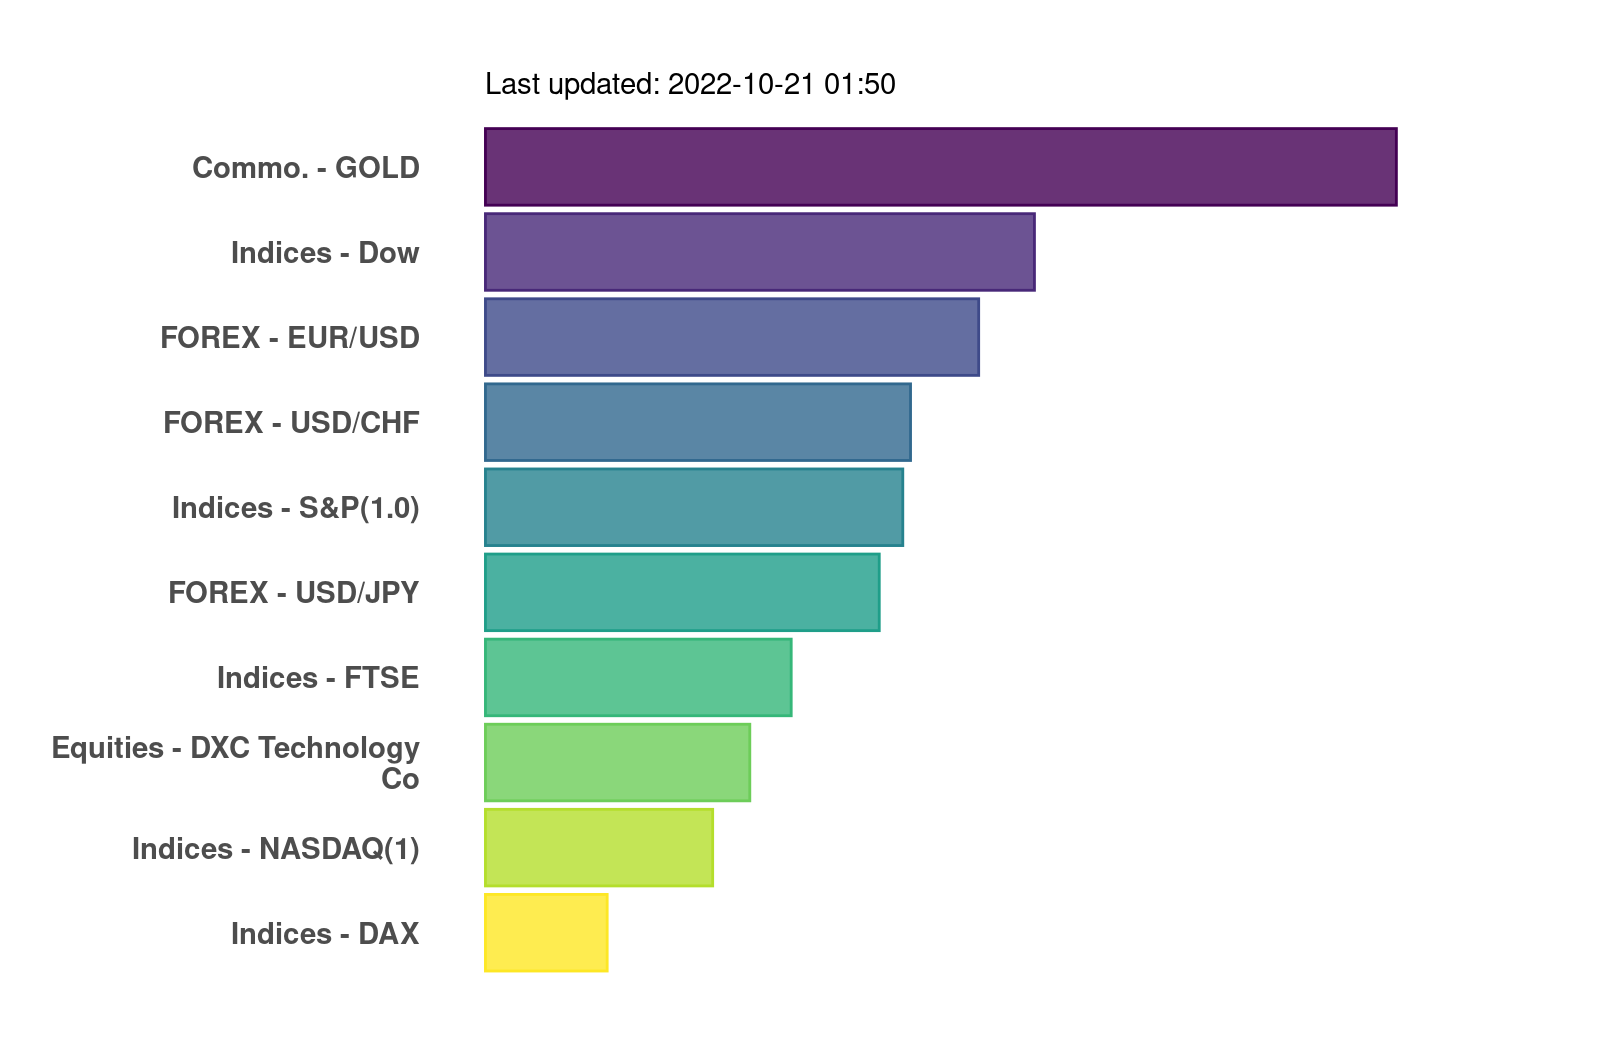 Last updated: 2022-10-21 01:50
Commo. - GOLD
Indices - Dow
FOREX - EUR/USD
FOREX - USD/CHF
Indices - S&P(1.0)
FOREX - USD/JPY
Indices - FTSE
Equities - DXC Technology
Co
Indices - NASDAQ(1)
Indices - DAX